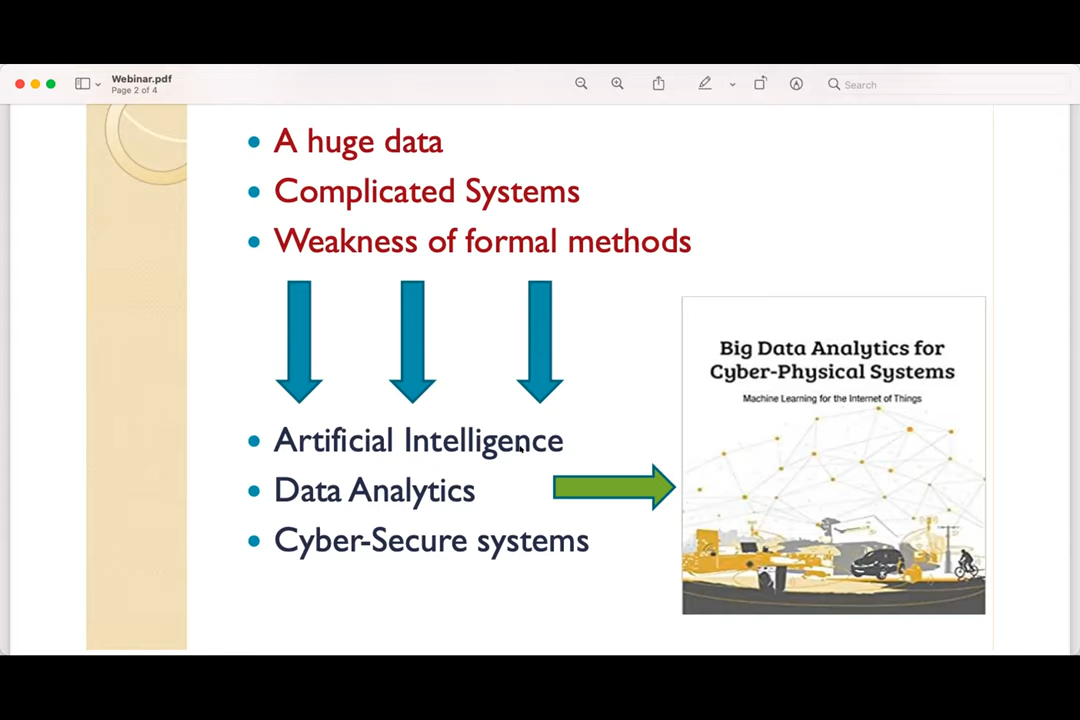 Webinar.pdf
Page 2 of 4
Search
A huge data
Complicated Systems
Weakness of formal methods
Artificial Intelligence
Data Analytics
Cyber-Secure systems
Big Data Analytics for
Cyber-Physical Systems
Machine Learning for the Internet of Things